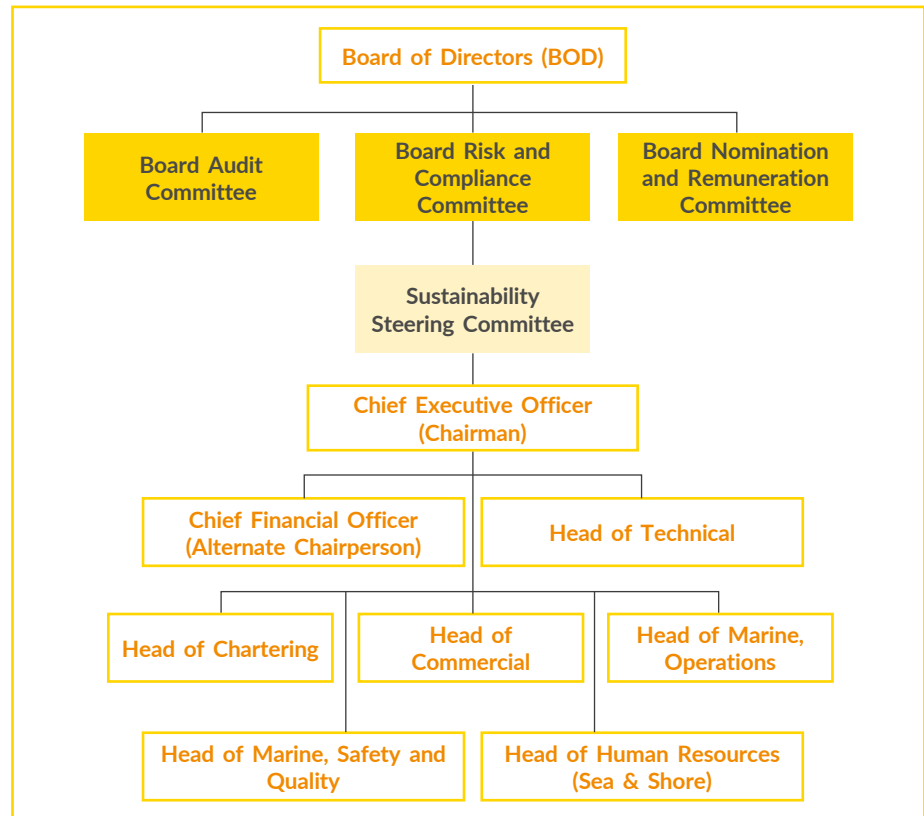 Board of Directors (BOD)
Board Audit
Committee
Board Risk and
Compliance
Committee
Board Nomination
and Remuneration
Committee
Sustainability
Steering Committee
Chief Executive Officer
(Chairman)
Chief Financial Officer
(Alternate Chairperson)
Head of Technical
Head of Chartering
Head of
Commercial
Head of Marine,
Operations
Head of Marine, Safety and
Quality
Head of Human Resources
(Sea & Shore)